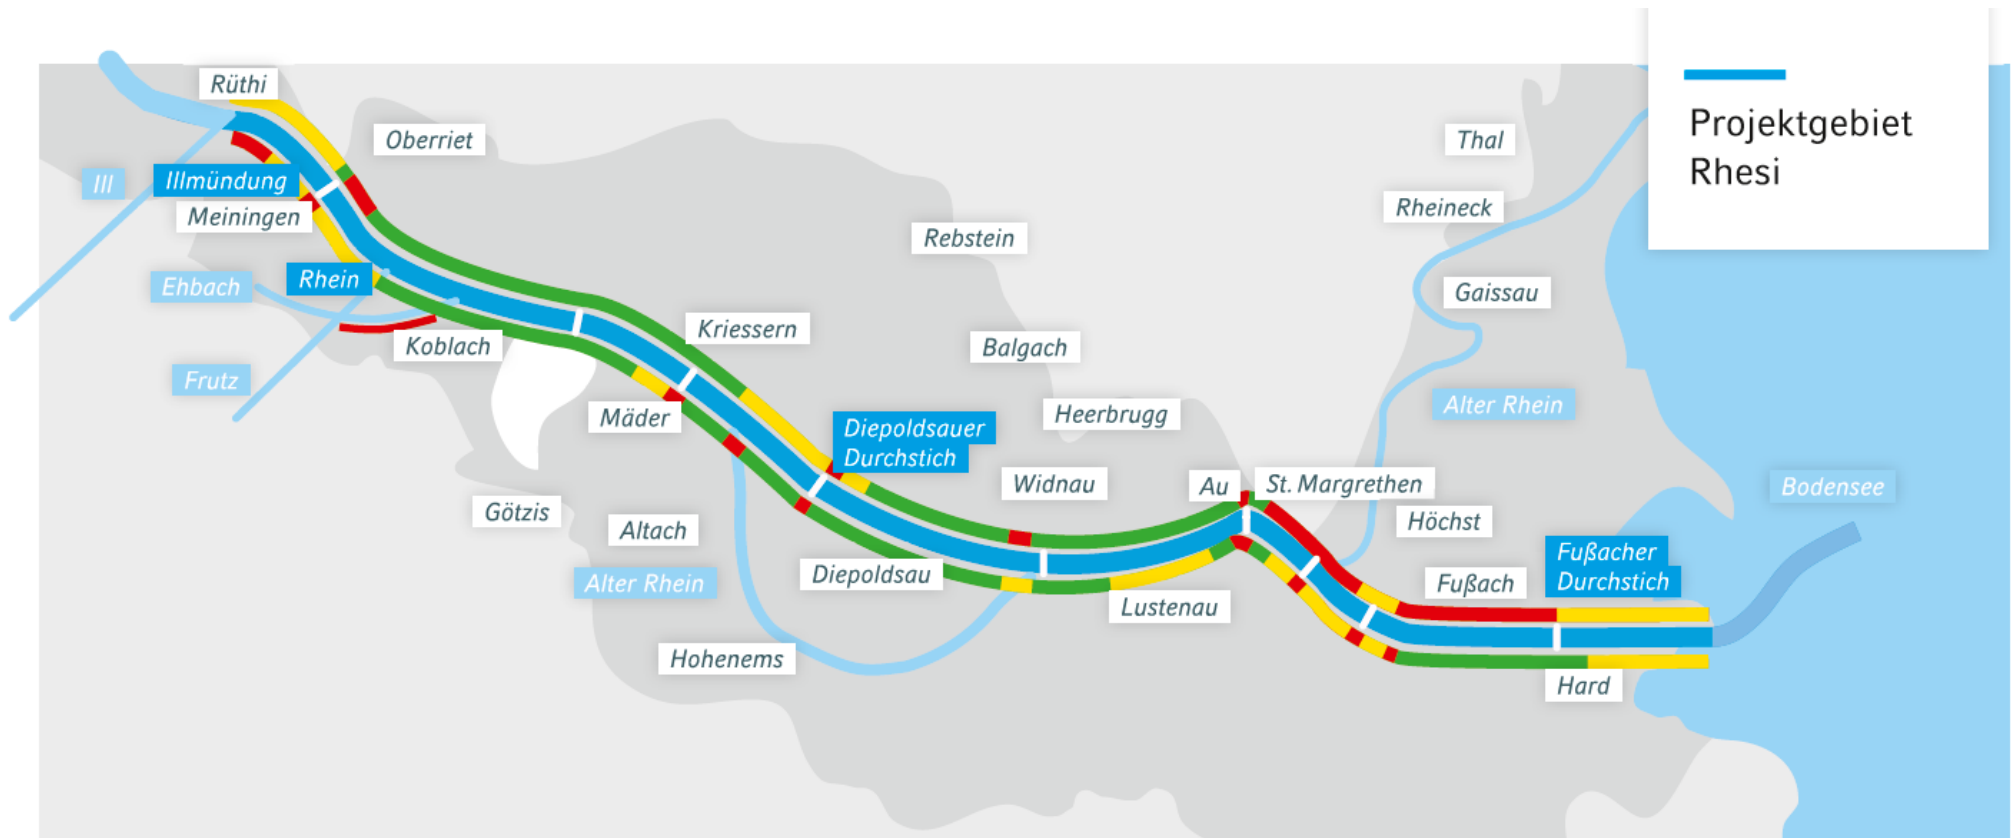 Projektgebiet
Rhesi
Rüthi
Oberriet
Thal
Ill
Illmündung
Meiningen
Rheineck
Rebstein
Ehbach
Rhein
Gaissau
Kriessern
Koblach
Balgach
Frutz
Alter Rhein
Mäder
Heerbrugg
Diepoldsauer
Durchstich
Widnau
Au
St. Margrethen
Bodensee
Götzis
Altach
Höchst
Fußacher
Durchstich
Diepoldsau
Alter Rhein
Fußach
Lustenau
Hohenems
Hard